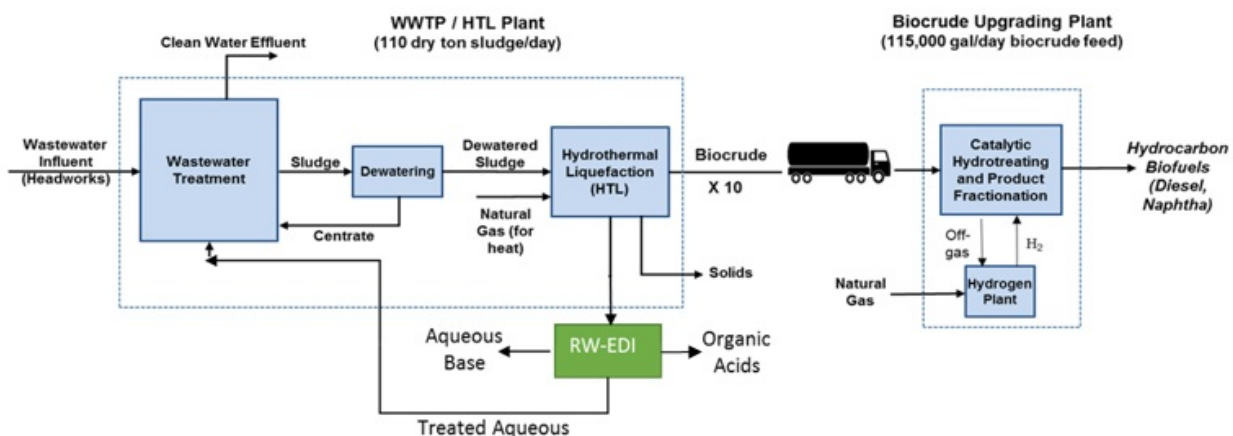 WWTP / HTL Plant
(110 dry ton sludge/day)
Biocrude Upgrading Plant
(115,000 gal/day biocrude feed)
Clean Water Effluent
Wastewater
Influent
(Headworks)
Wastewater
Treatment
Sludge
Dewatering
Centrate
Dewatered
Sludge
Natural
Gas (for
heat)
Hydrothermal
Liquefaction
(HTL)
Biocrude
X 10
Solids
Catalytic
Hydrotreating
and Product
Fractionation
Hydrocarbon
Biofuels
(Diesel,
Naphtha)
Off-
gas
H2
Natural
Gas
Hydrogen
Plant
Aqueous
Base
RW-EDI
Organic
Acids
Treated Aqueous